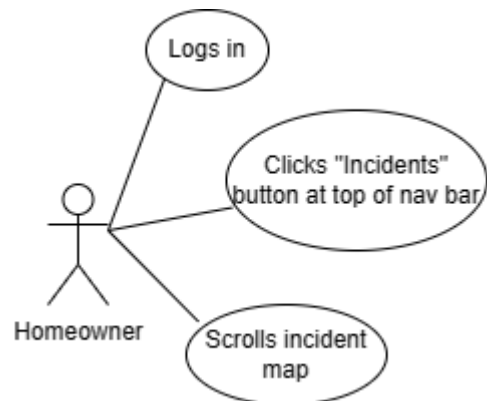 Logs in
Clicks "Incidents"
button at top of nav bar
Homeowner
Scrolls incident
map